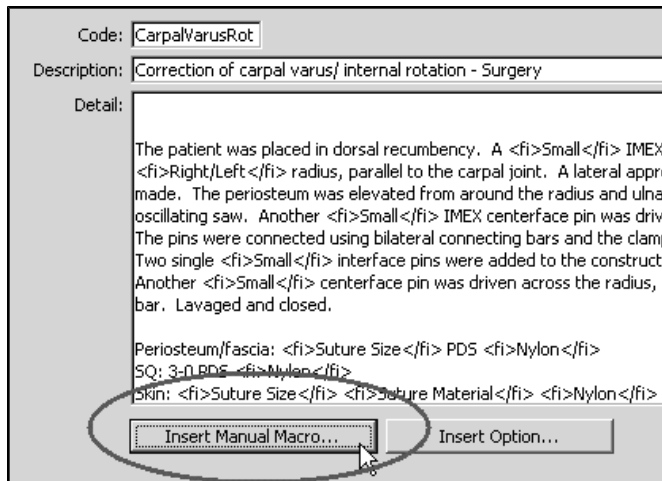 Code: CarpalVarusRot
Description: Correction of carpal varus/ internal rotation - Surgery
Detail:
The patient was placed in dorsal recumbency. A <fi>Small</fi> IMEX
<fi>Right/Left</fi> radius, parallel to the carpal joint. A lateral appr
made. The periosteum was elevated from around the radius and ulna
oscillating saw. Another <fi>Small</fi> IMEX centerface pin was driv
The pins were connected using bilateral connecting bars and the clam
Two single <fi>Small</fi> interface pins were added to the construct
Another <fi>Small</fi> centerface pin was driven across the radius,
bar. Lavaged and closed.
Periosteum/fascia: <fi>Suture Size</fi> PDS <fi>Nylon</fi>
SQ: 3-0 PDS <fi>Nylon</fi>
Skin: <fi>Suture Size</fi> <fi>Suture Material</fi> <fi>Nylon</fi>
Insert Manual Macro... Insert Option...